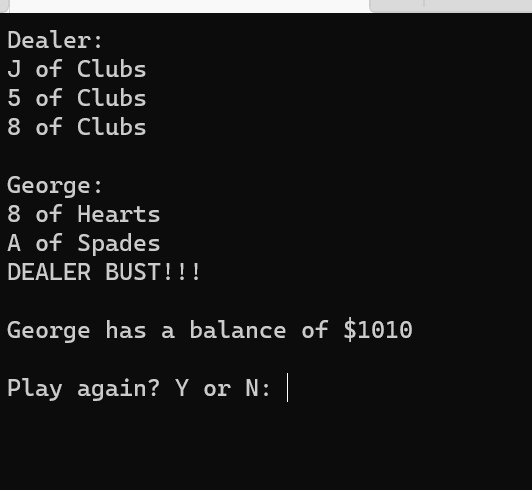 Dealer:
J of Clubs
5 of Clubs
8 of Clubs
George:
8 of Hearts
A of Spades
DEALER BUST!!!
George has a balance of $1010
Play again? Y or N: